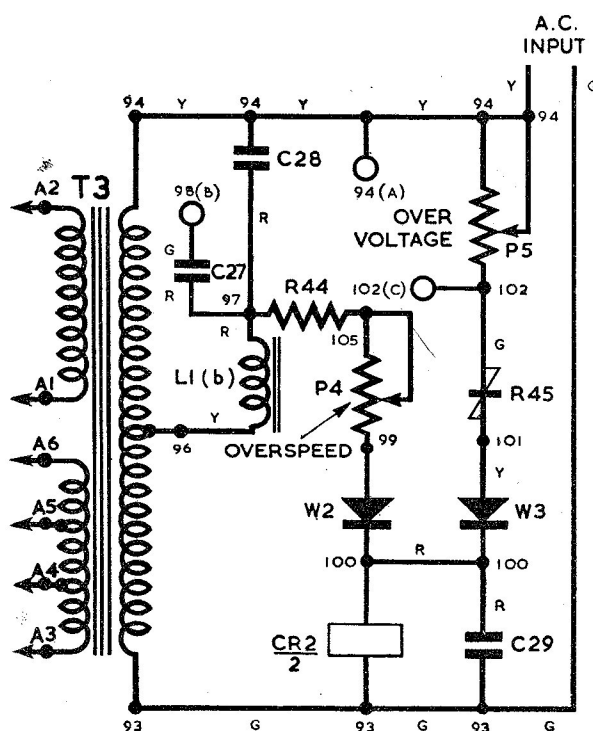 A.C.
INPUT
Y
94
Y
94
Y
Y
94
94
A2
T3
98(B)
C28
94(A)
OVER
VOLTAGE
P5
R
G
C27
R
97
R44
102(C)
102
R
105
G
A1
L1(b)
P4
R45
Y
96
OVERSPEED
99
101
A6
Y
A5
W2
W3
100
R
100
A4
R
A3
CR2
2
C29
93
G
93
G
93
G